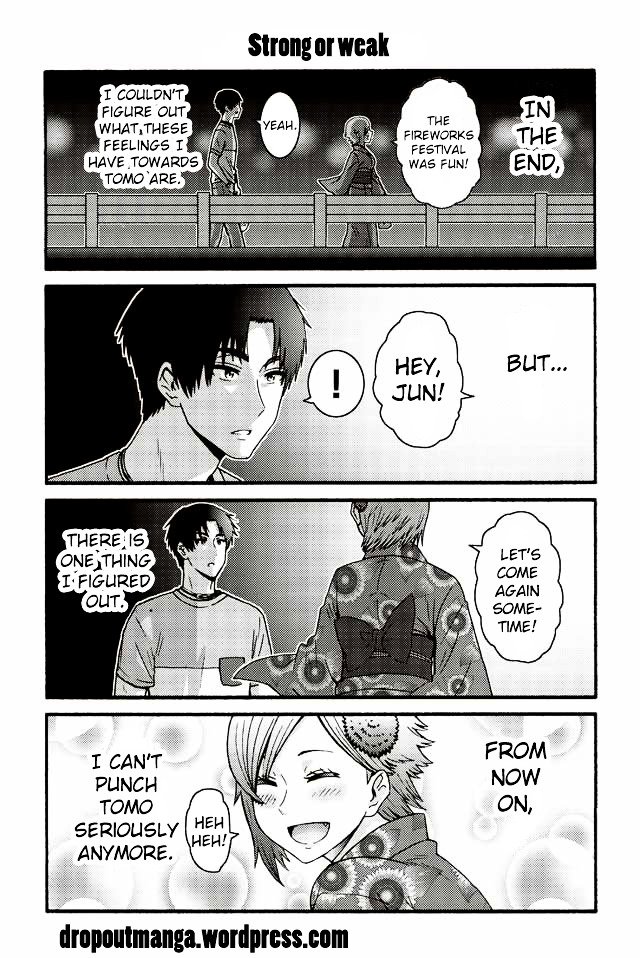 Strong or weak
IN
THE
END,
THE
FIREWORKS
FESTIVAL
WAS FUN!
YEAH.
I COULDN'T
FIGURE OUT
WHAT THESE
FEELINGS I
HAVE TOWARDS
TOMO ARE.
BUT...
HEY,
JUN!
!
LET'S
COME
AGAIN
SOME-
TIME!
THERE IS
ONE THING
I FIGURED
OUT.
FROM
NOW
ON,
HEH
HEH!
I CAN'T
PUNCH
TOMO
SERIOUSLY
ANYMORE.
dropoutmanga.wordpress.com